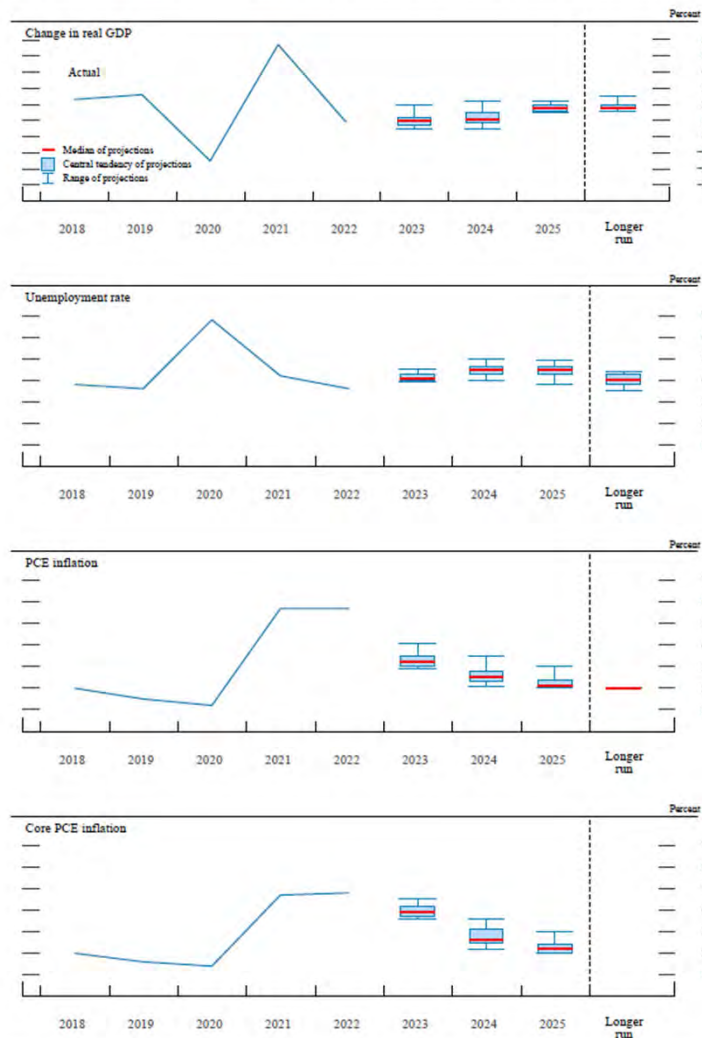 Percent
Change in real GDP
Actual
Median of projections
Central tendency of projections
Range of projections
2018 2019 2020 2021 2022 2023 2024 2025 Longer
run
Percent
Unemployment rate
2018 2019 2020 2021 2022 2023 2024 2025 Longer
run
Percent
PCE inflation
2018 2019 2020 2021 2022 2023 2024 2025 Longer
run
Percent
Core PCE inflation
2018 2019 2020 2021 2022 2023 2024 2025 Longer
run